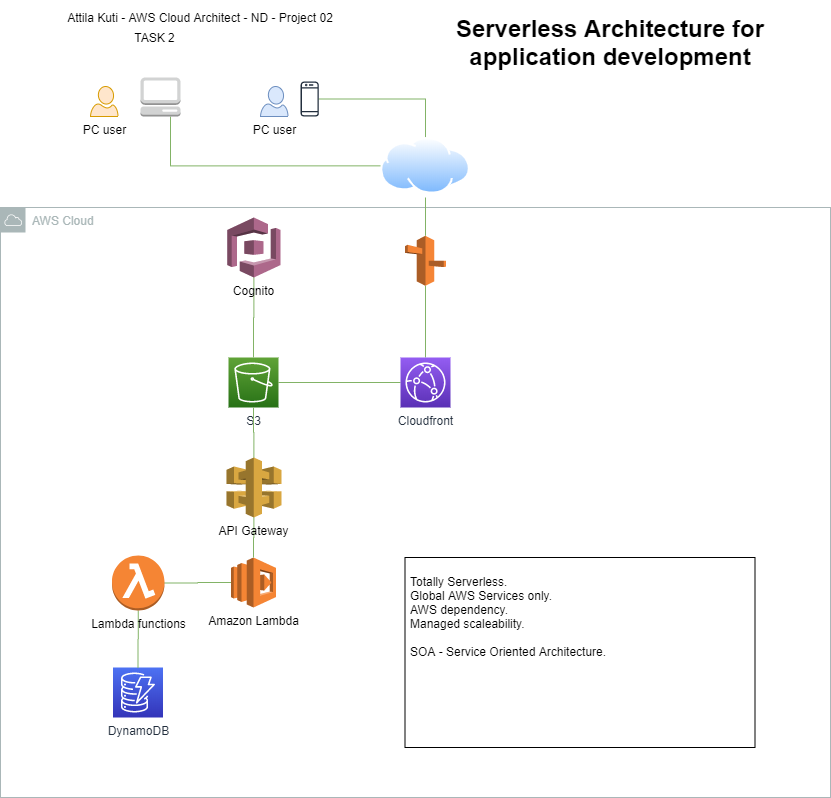 Attila Kuti - AWS Cloud Architect - ND - Project 02
TASK 2
Serverless Architecture for
application development
PC user
PC user
AWS Cloud
Cognito
S3
Cloudfront
API Gateway
Lambda functions
Amazon Lambda
DynamoDB
Totally Serverless.
Global AWS Services only.
AWS dependency.
Managed scaleability.
SOA - Service Oriented Architecture.